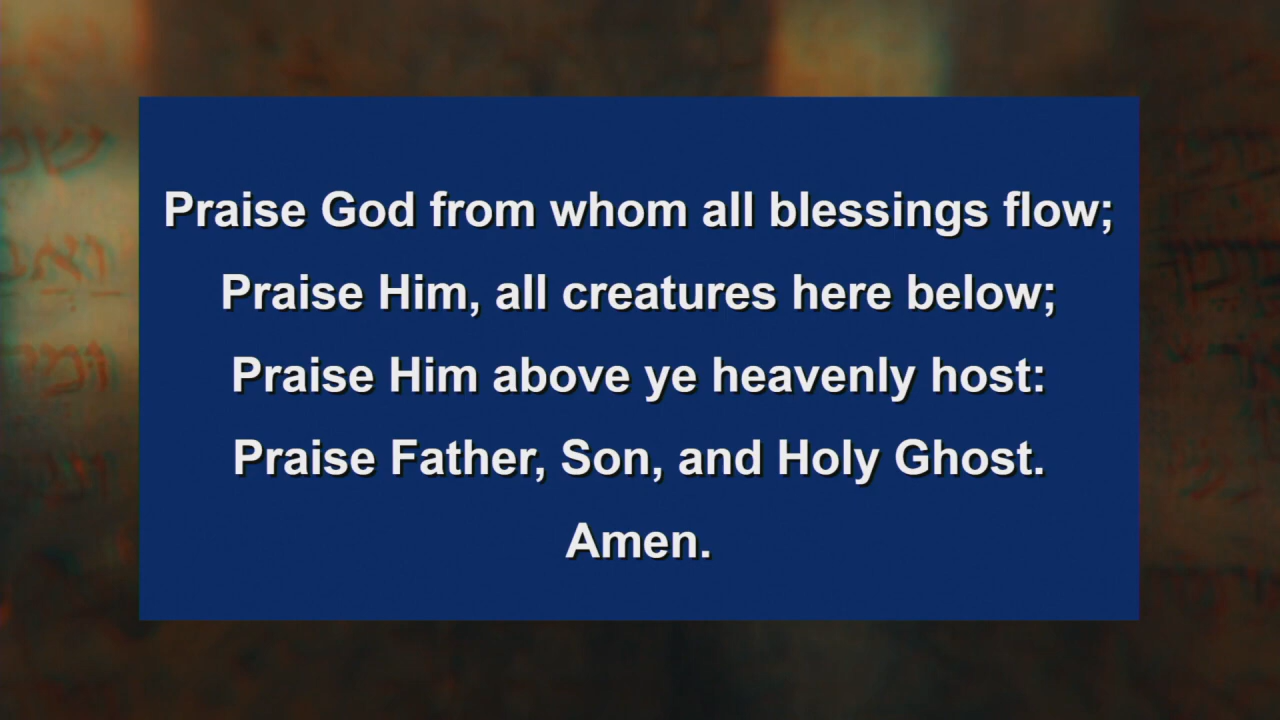 Praise God from whom all blessings flow;
Praise Him, all creatures here below;
Praise Him above ye heavenly host:
Praise Father, Son, and Holy Ghost.
Amen.